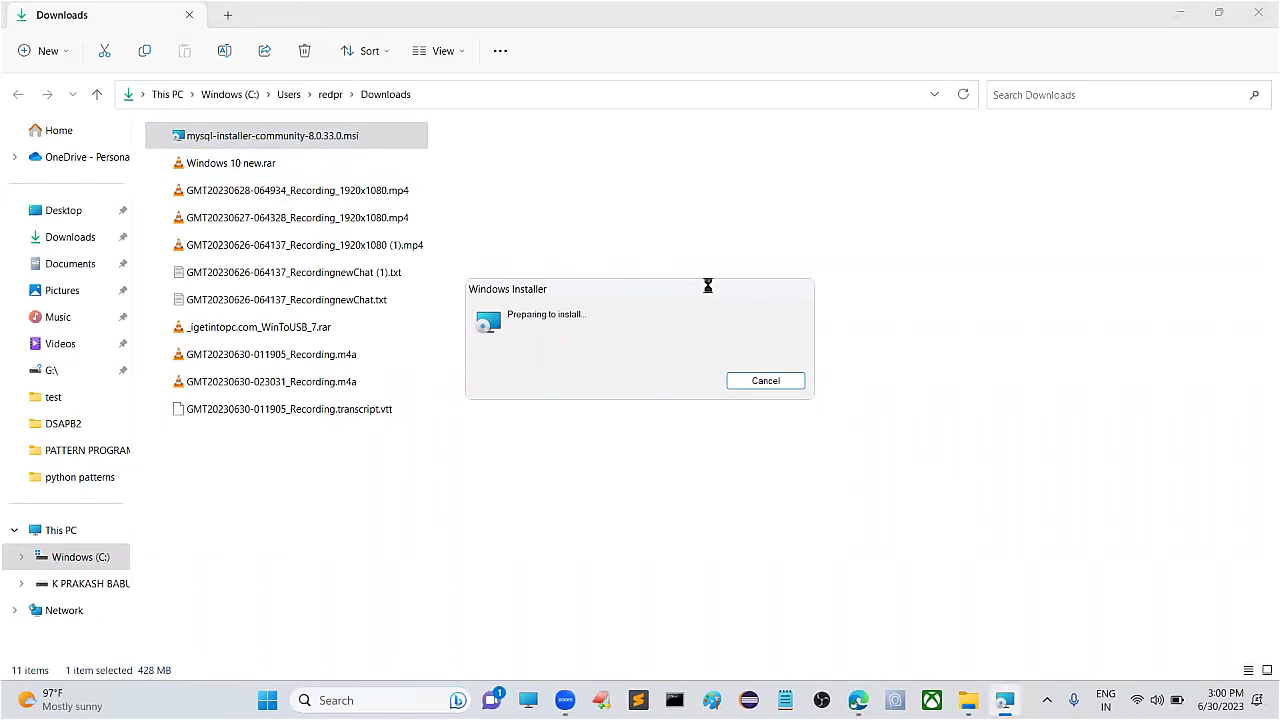 Downloads
New
Sort
View
This PC > Windows (C:) > Users > redpr > Downloads
Search Downloads
Home
OneDrive - Persona
Desktop
Downloads
Documents
Pictures
Music
Videos
G:\
test
DSAPB2
PATTERN PROGRAM
python patterns
This PC
Windows (C:)
K PRAKASH BABU
Network
mysql-installer-community-8.0.33.0.msi
Windows 10 new.rar
GMT20230628-064934_Recording_1920x1080.mp4
GMT20230627-064328_Recording_1920x1080.mp4
GMT20230626-064137_Recording_1920x1080 (1).mp4
GMT20230626-064137_RecordingnewChat (1).txt
GMT20230626-064137_RecordingnewChat.txt
_igetintopc.com_WinToUSB_7.rar
GMT20230630-011905_Recording.m4a
GMT20230630-023031_Recording.m4a
GMT20230630-011905_Recording.transcript.vtt
Windows Installer
Preparing to install...
Cancel
11 items 1 item selected 428 MB
97°F
Mostly sunny
Search
1
ENG
IN
3:00 PM
6/30/2023